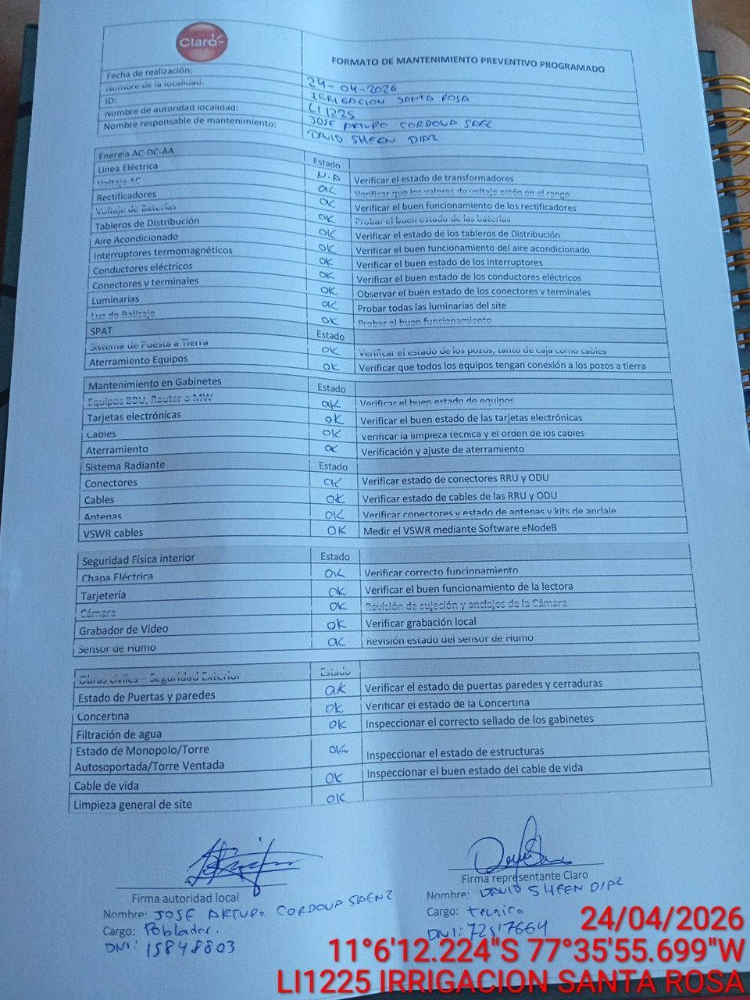 Claro
FORMATO DE MANTENIMIENTO PREVENTIVO PROGRAMADO
Fecha de realización: 24-04-2026
Nombre de la localidad: IRRIGACION SANTA ROSA
ID: LI1225
Nombre de autoridad localidad: JOSE ARTURO CORDOVA SAEZ
Nombre responsable de mantenimiento: DAVID SHEEN DIAZ
Energía AC-DC-AA Estado
Línea Eléctrica N.A Verificar el estado de transformadores
Voltaje AC OK Verificar que los valores de voltaje estén en el rango
Rectificadores OK Verificar el buen funcionamiento de los rectificadores
Voltaje de Baterías OK Probar el buen estado de las baterías
Tableros de Distribución OK Verificar el estado de los tableros de Distribución
Aire Acondicionado OK Verificar el buen funcionamiento del aire acondicionado
Interruptores termomagnéticos OK Verificar el buen estado de los interruptores
Conductores eléctricos OK Verificar el buen estado de los conductores eléctricos
Conectores y terminales OK Observar el buen estado de los conectores y terminales
Luminarias OK Probar todas las luminarias del site
Luz de Balizaje OK Probar el buen funcionamiento
SPAT Estado
Sistema de Puesta a Tierra OK Verificar el estado de los pozos, tanto de caja como cables
Aterramiento Equipos OK Verificar que todos los equipos tengan conexión a los pozos a tierra
Mantenimiento en Gabinetes Estado
Equipos BBU, Router o MW OK Verificar el buen estado de equipos
Tarjetas electrónicas OK Verificar el buen estado de las tarjetas electrónicas
Cables OK Verificar la limpieza técnica y el orden de los cables
Aterramiento OK Verificación y ajuste de aterramiento
Sistema Radiante Estado
Conectores OK Verificar estado de conectores RRU y ODU
Cables OK Verificar estado de cables de las RRU y ODU
Antenas OK Verificar conectores y estado de antenas y kits de anclaje
VSWR cables OK Medir el VSWR mediante Software eNodeB
Seguridad Física interior Estado
Chapa Eléctrica OK Verificar correcto funcionamiento
Tarjetería OK Verificar el buen funcionamiento de la lectora
Cámara OK Revisión de sujeción y anclajes de la Cámara
Grabador de Video OK Verificar grabación local
Sensor de Humo OK Revisión estado del sensor de Humo
Obras civiles – Seguridad Exterior Estado
Estado de Puertas y paredes OK Verificar el estado de puertas paredes y cerraduras
Concertina OK Verificar el estado de la Concertina
Filtración de agua OK Inspeccionar el correcto sellado de los gabinetes
Estado de Monopolo/Torre
Autosoportada/Torre Ventada OK Inspeccionar el estado de estructuras
Cable de vida OK Inspeccionar el buen estado del cable de vida
Limpieza general de site OK
Firma autoridad local
Nombre: JOSE ARTURO CORDOVA SAENZ
Cargo: Poblador.
DNI: 15848803
Firma representante Claro
Nombre: DAVID SHEEN DIAZ
Cargo: tecnico
DNI: 72517664
24/04/2026
11°6'12.224"S 77°35'55.699"W
LI1225 IRRIGACION SANTA ROSA